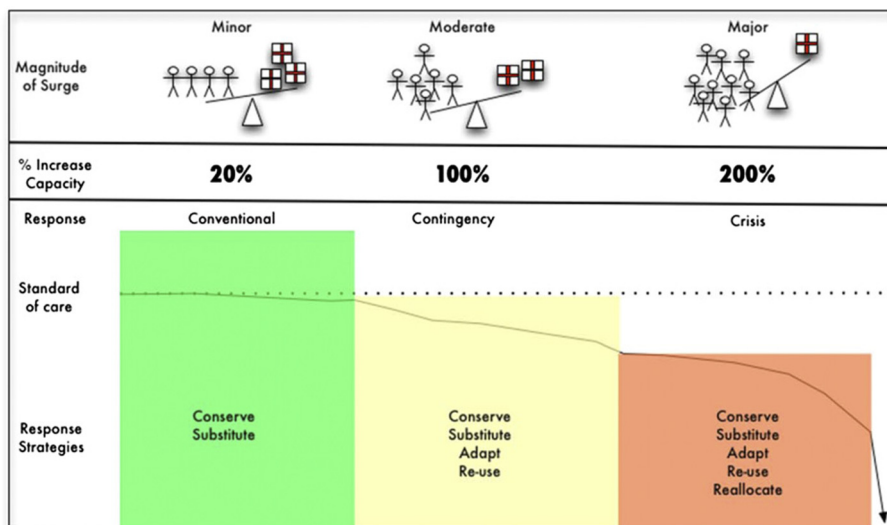 Minor Moderate Major
Magnitude
of Surge
% Increase
Capacity
20% 100% 200%
Response Conventional Contingency Crisis
Standard
of care
Response
Strategies
Conserve
Substitute
Conserve
Substitute
Adapt
Re-use
Conserve
Substitute
Adapt
Re-use
Reallocate